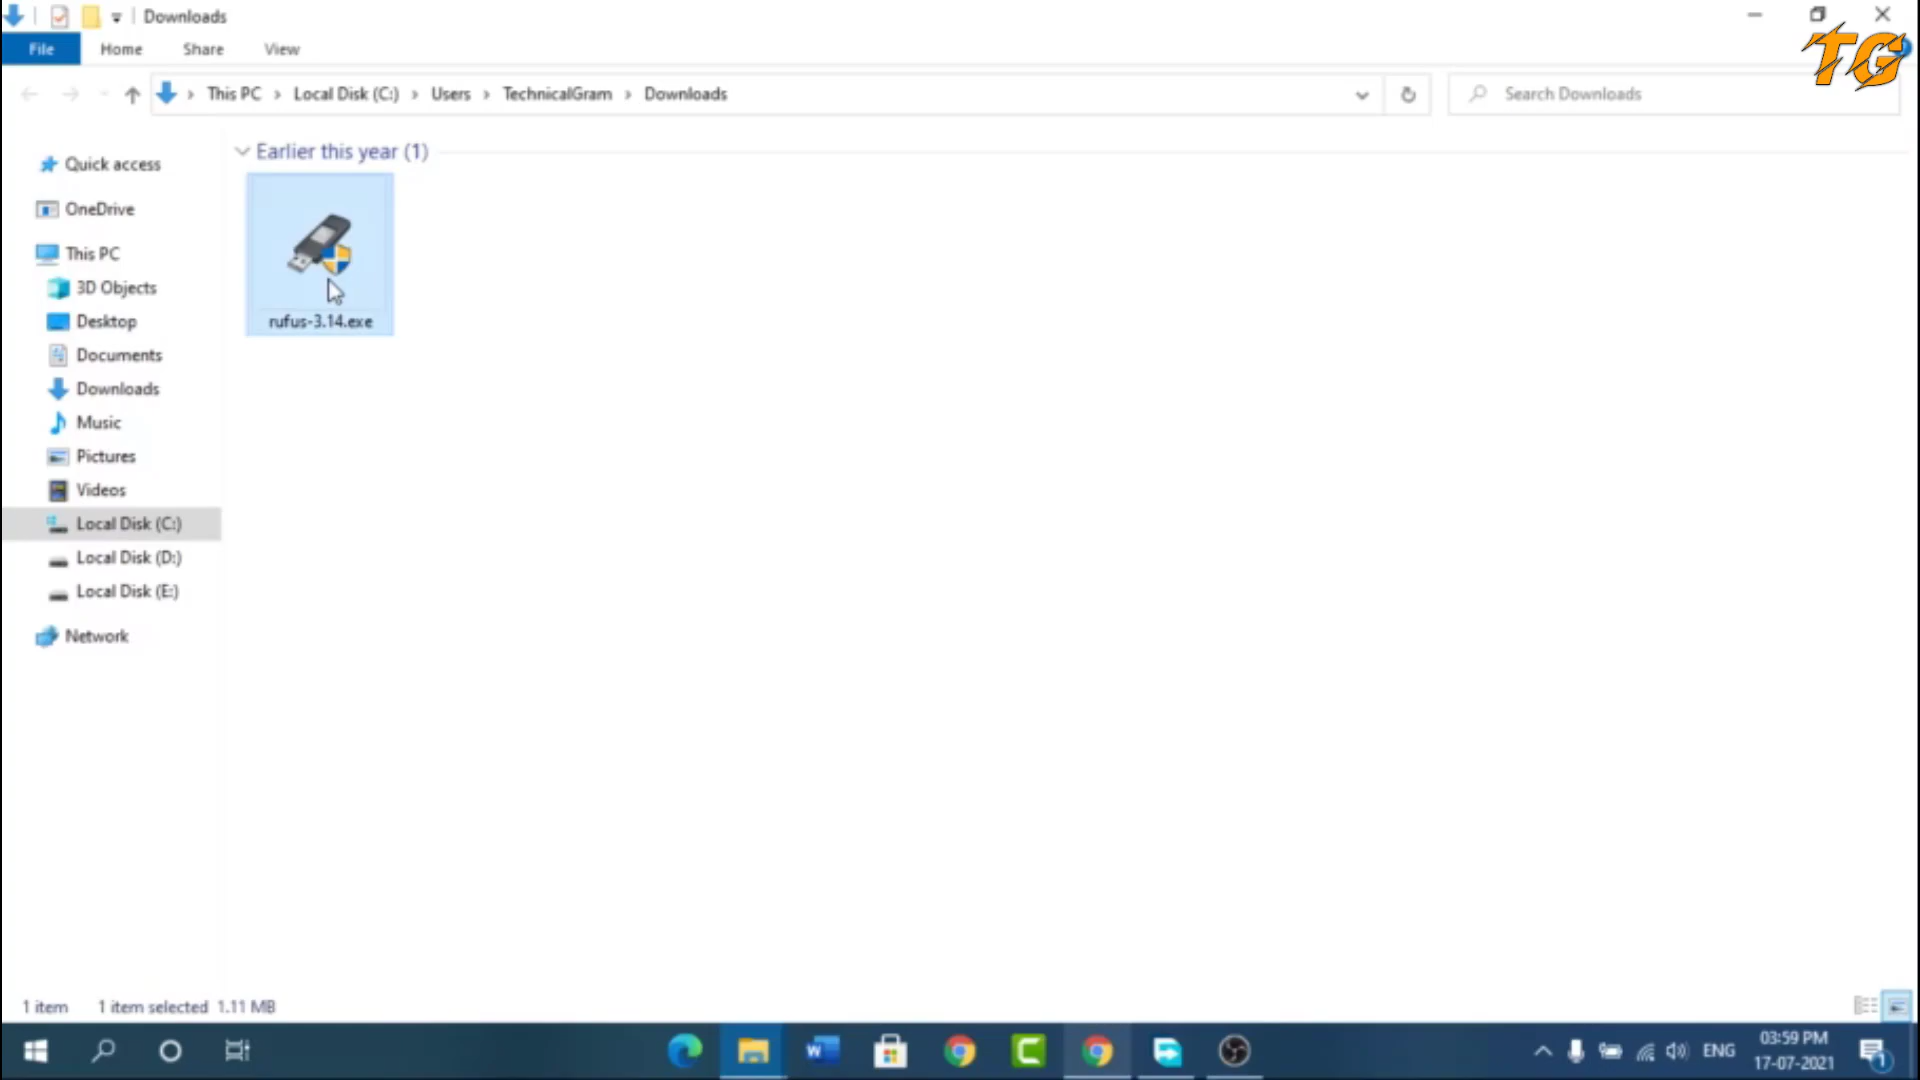 Downloads
File Home Share View
This PC Local Disk (C:) Users TechnicalGram Downloads
Search Downloads
TG
Quick access
OneDrive
This PC
3D Objects
Desktop
Documents
Downloads
Music
Pictures
Videos
Local Disk (C:)
Local Disk (D:)
Local Disk (E:)
Network
Earlier this year (1)
rufus-3.14.exe
1 item 1 item selected 1.11 MB
ENG
03:59 PM
17-07-2021
1